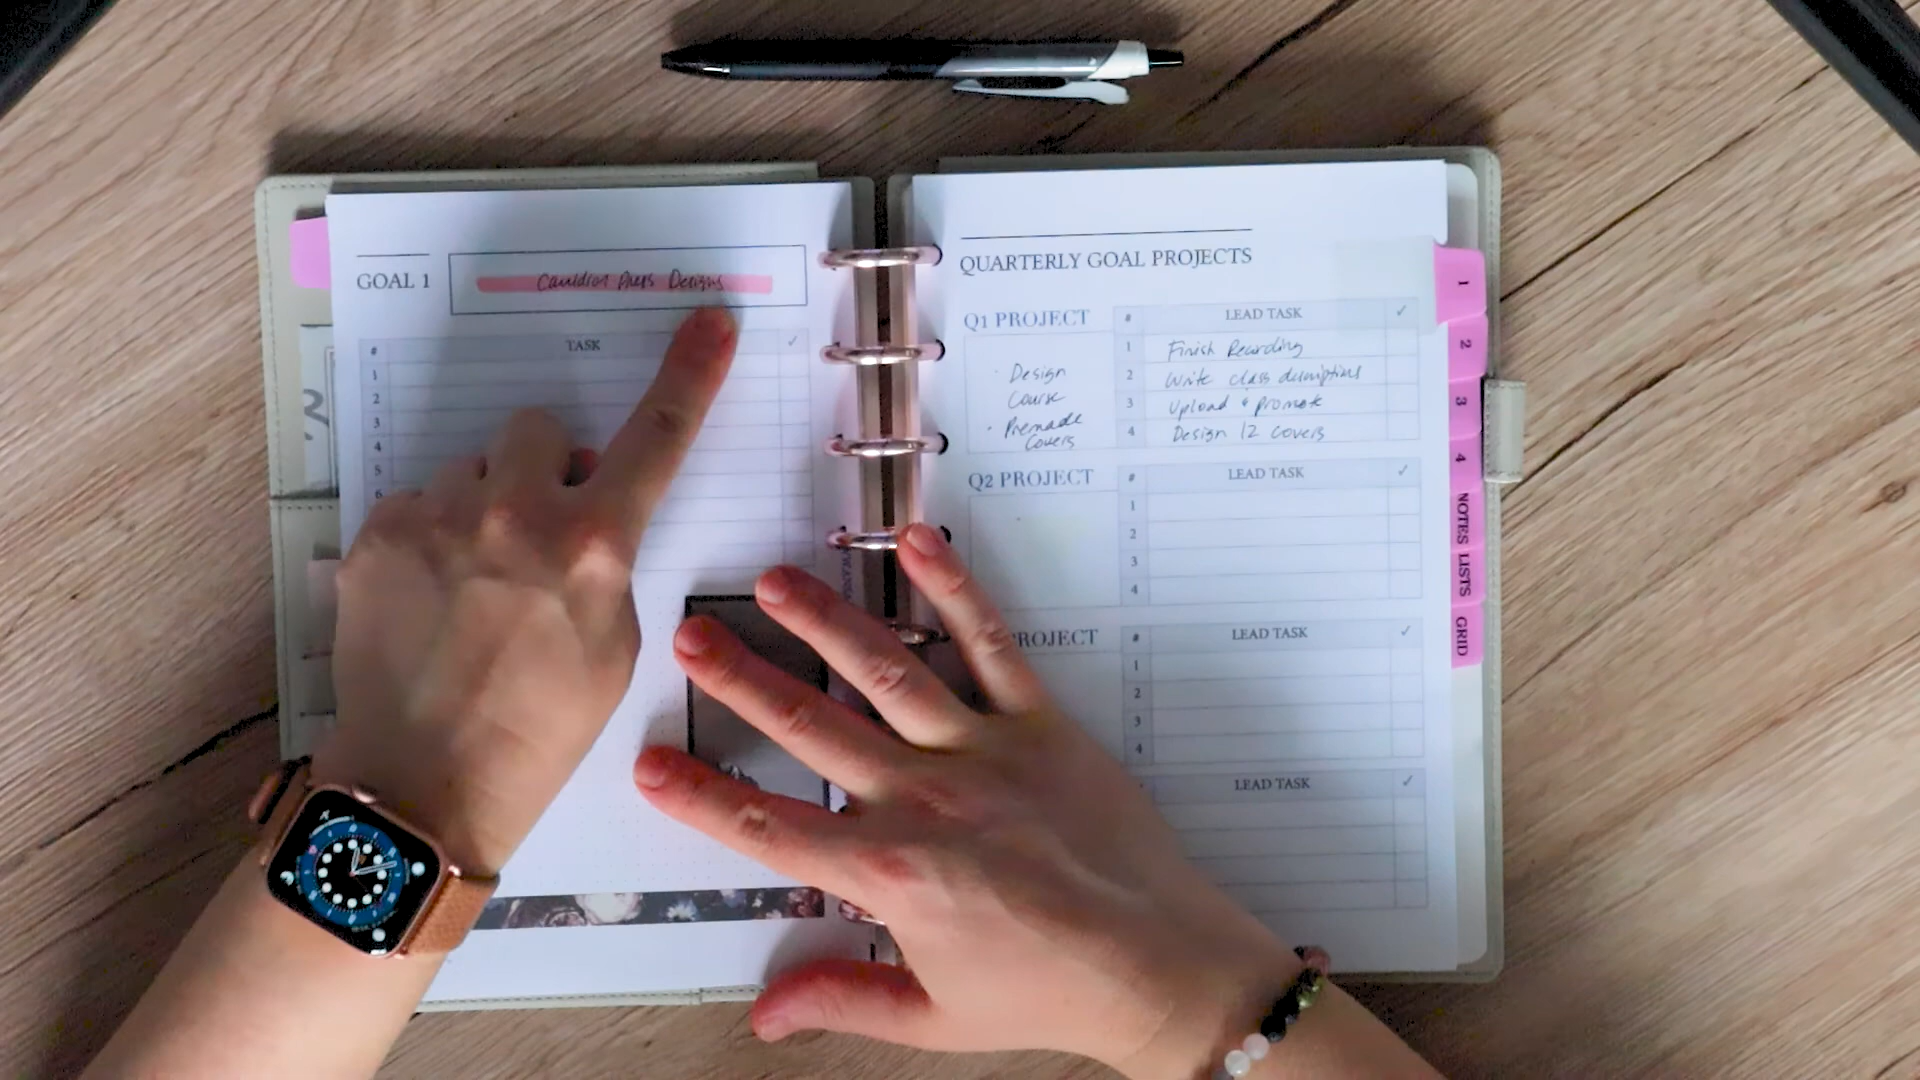 GOAL 1
Cauldron Press Designs
# TASK ✓
1
2
3
4
5
6
QUARTERLY GOAL PROJECTS
Q1 PROJECT
# LEAD TASK ✓
Design
Course
· Premade
Covers
1 Finish Recording
2 Write class descriptions
3 Upload & promote
4 Design 12 covers
Q2 PROJECT
# LEAD TASK ✓
1
2
3
4
PROJECT
# LEAD TASK ✓
1
2
3
4
LEAD TASK ✓
1
2
3
4
NOTES
LISTS
GRID